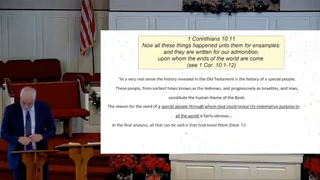 1 Corinthians 10:11
Now all these things happened unto them for ensamples:
and they are written for our admonition,
upon whom the ends of the world are come.
(see 1 Cor. 10:1-12)
"In a very real sense the history revealed in the Old Testament is the history of a special people.
These people, from earliest times known as the Hebrews, and progressively as Israelites, and Jews,
constitute the human theme of the Book.
The reason for the need of a special people through whom God could reveal His redemptive purpose to
all the world is fairly obvious…
In the final analysis, all that can be said is that God knew them (Deut. 7:6